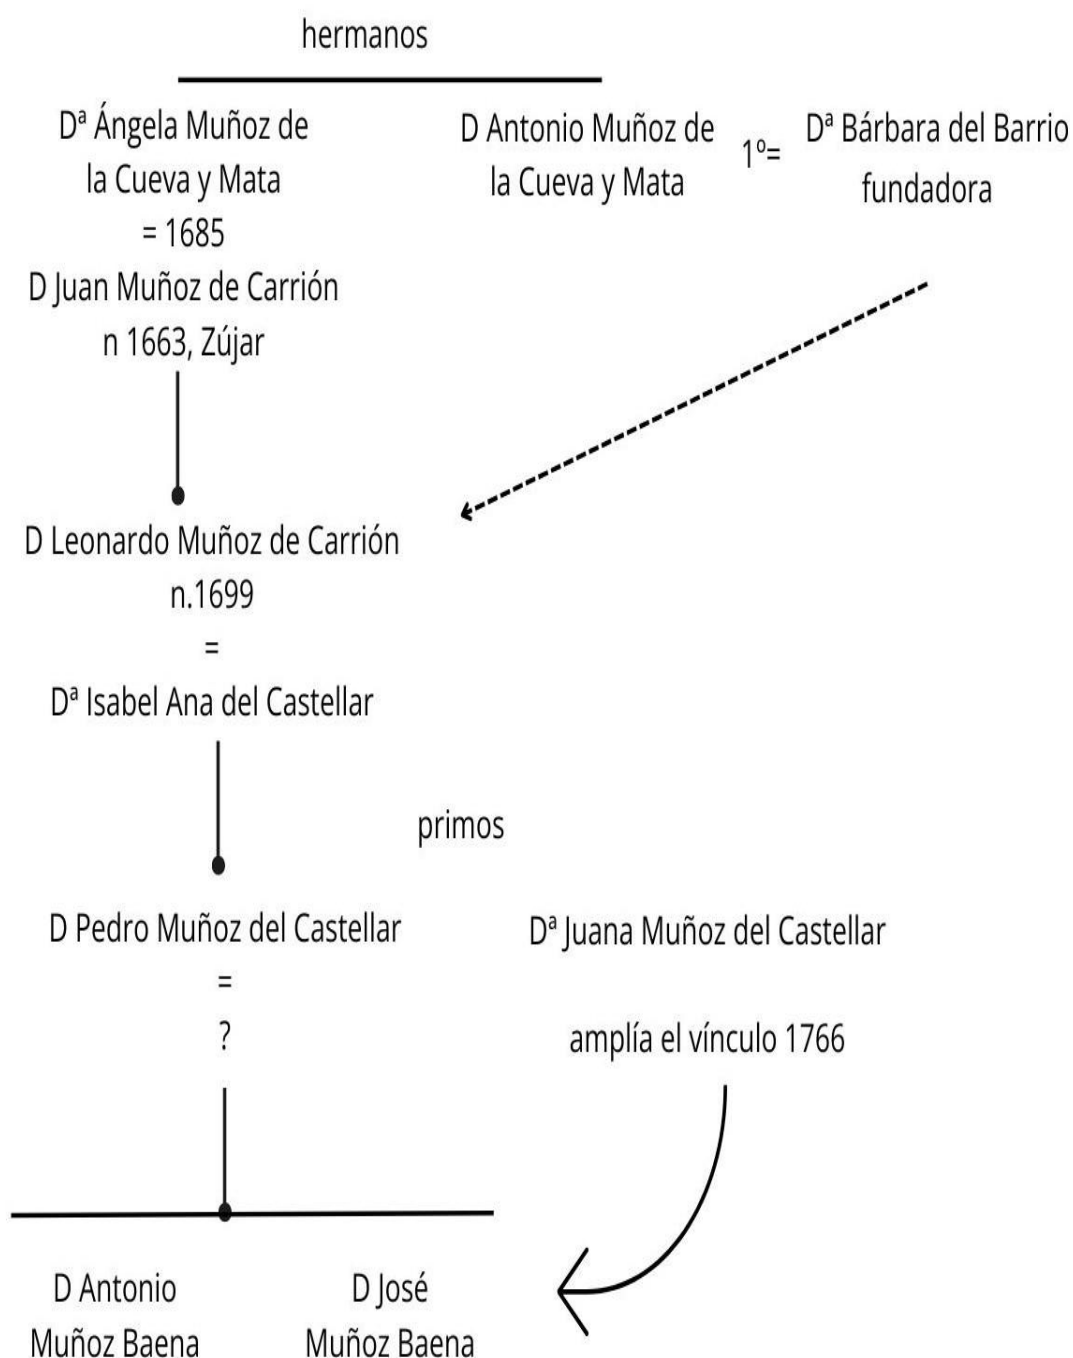 hermanos
Dª Ángela Muñoz de
la Cueva y Mata
= 1685
D Juan Muñoz de Carrión
n 1663, Zújar
D Antonio Muñoz de
la Cueva y Mata
1º=
Dª Bárbara del Barrio
fundadora
D Leonardo Muñoz de Carrión
n.1699
=
Dª Isabel Ana del Castellar
primos
D Pedro Muñoz del Castellar
=
?
Dª Juana Muñoz del Castellar
amplía el vínculo 1766
D Antonio
Muñoz Baena
D José
Muñoz Baena